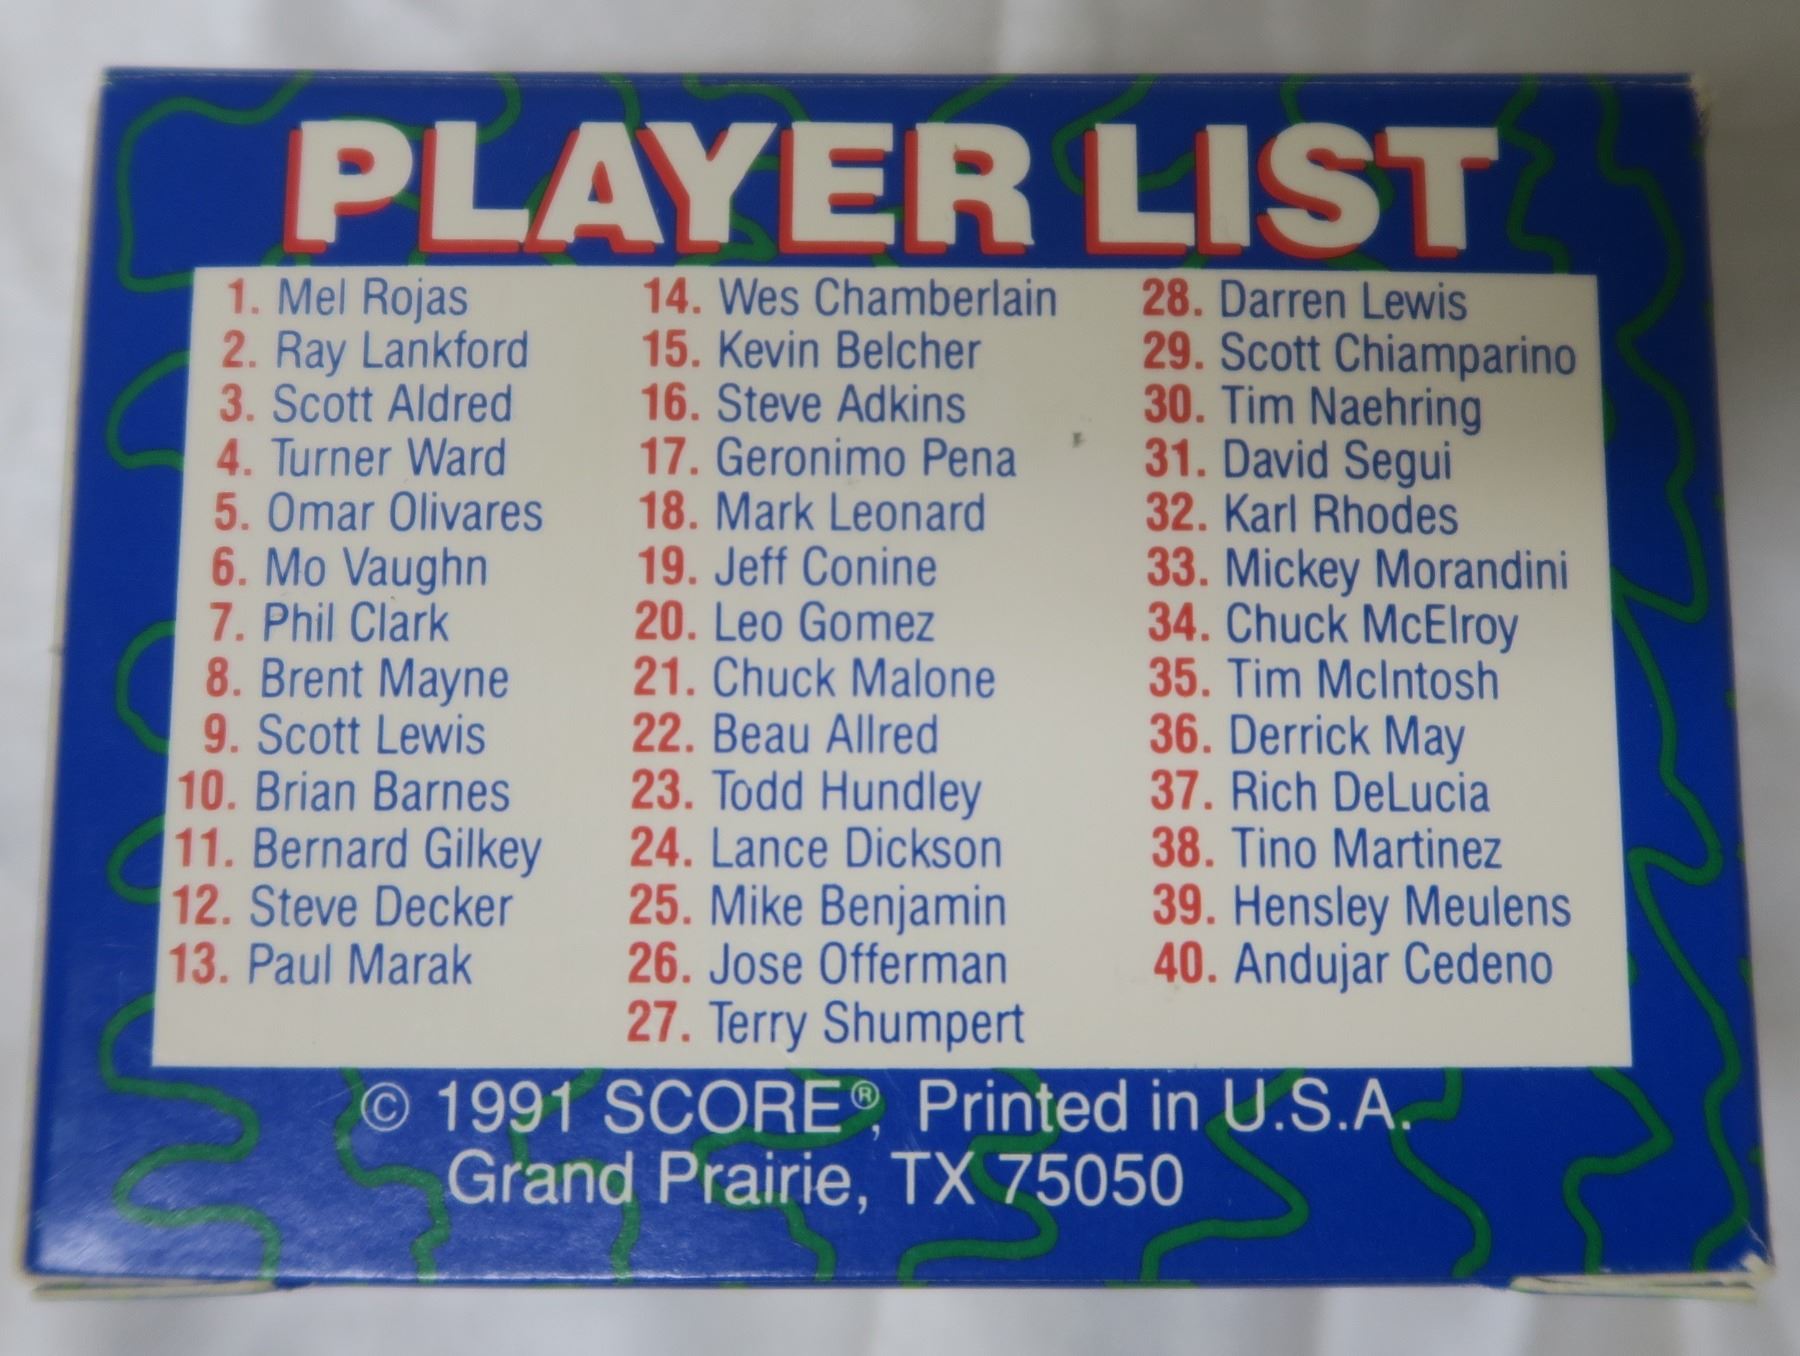 PLAYER LIST
1. Mel Rojas
2. Ray Lankford
3. Scott Aldred
4. Turner Ward
5. Omar Olivares
6. Mo Vaughn
7. Phil Clark
8. Brent Mayne
9. Scott Lewis
10. Brian Barnes
11. Bernard Gilkey
12. Steve Decker
13. Paul Marak
14. Wes Chamberlain
15. Kevin Belcher
16. Steve Adkins
17. Geronimo Pena
18. Mark Leonard
19. Jeff Conine
20. Leo Gomez
21. Chuck Malone
22. Beau Allred
23. Todd Hundley
24. Lance Dickson
25. Mike Benjamin
26. Jose Offerman
27. Terry Shumpert
28. Darren Lewis
29. Scott Chiamparino
30. Tim Naehring
31. David Segui
32. Karl Rhodes
33. Mickey Morandini
34. Chuck McElroy
35. Tim McIntosh
36. Derrick May
37. Rich DeLucia
38. Tino Martinez
39. Hensley Meulens
40. Andujar Cedeno
© 1991 SCORE®, Printed in U.S.A.
Grand Prairie, TX 75050